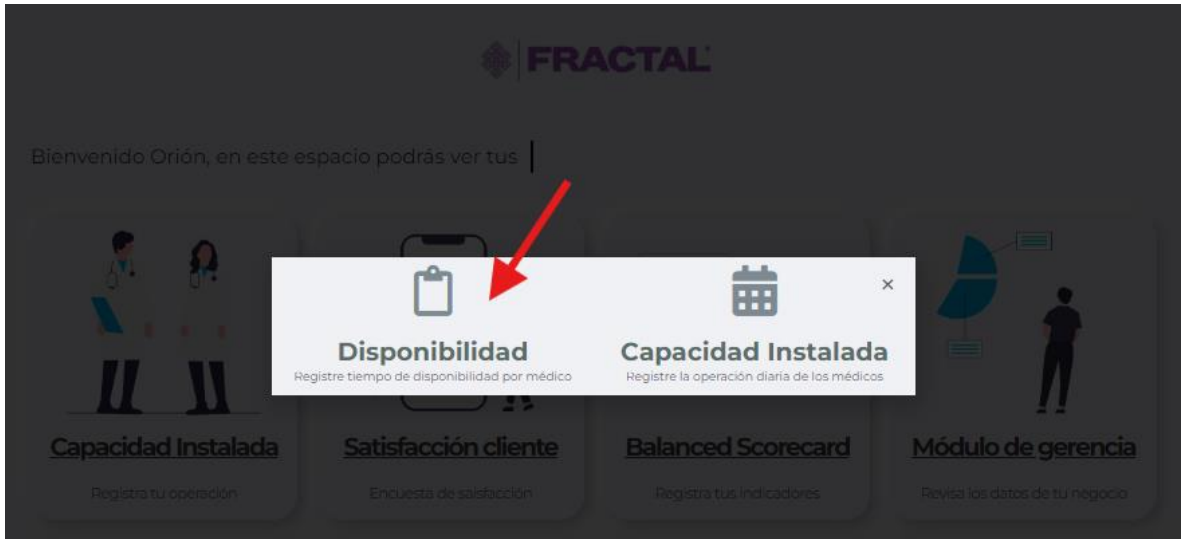 FRACTAL
Bienvenido Orión, en este espacio podrás ver tus
×
Disponibilidad
Registre tiempo de disponibilidad por médico
Capacidad Instalada
Registre la operación diaria de los médicos
Capacidad Instalada
Registra tu operación
Satisfacción cliente
Encuesta de saisfacción
Balanced Scorecard
Registra tus indicadores
Módulo de gerencia
Revisa los datos de tu negocio